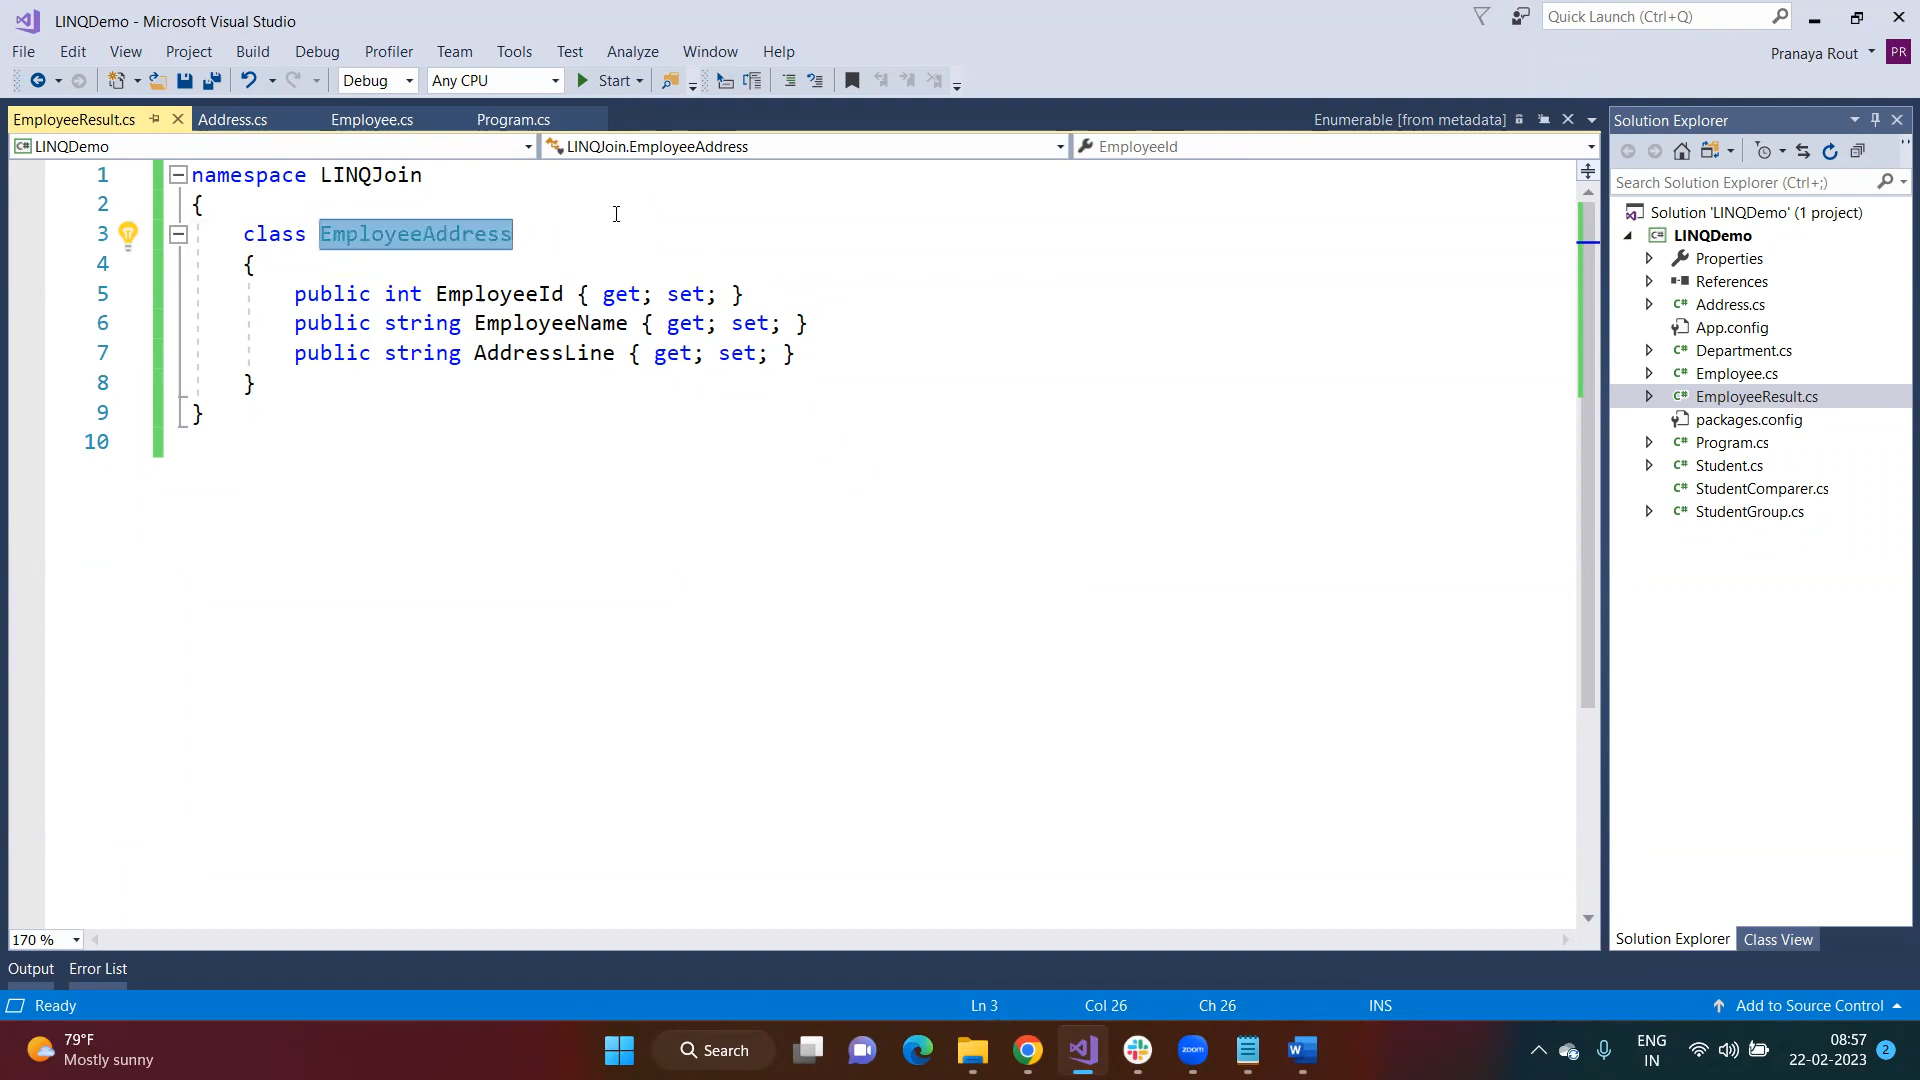 LINQDemo - Microsoft Visual Studio
Quick Launch (Ctrl+Q)
File Edit View Project Build Debug Profiler Team Tools Test Analyze Window Help
Pranaya Rout PR
Debug Any CPU Start
EmployeeResult.cs Address.cs Employee.cs Program.cs Enumerable [from metadata]
LINQDemo LINQJoin.EmployeeAddress EmployeeId
1 namespace LINQJoin
2 {
3 class EmployeeAddress
4 {
5 public int EmployeeId { get; set; }
6 public string EmployeeName { get; set; }
7 public string AddressLine { get; set; }
8 }
9 }
10
170 %
Solution Explorer
Search Solution Explorer (Ctrl+;)
Solution 'LINQDemo' (1 project)
C# LINQDemo
Properties
References
C# Address.cs
App.config
C# Department.cs
C# Employee.cs
C# EmployeeResult.cs
packages.config
C# Program.cs
C# Student.cs
C# StudentComparer.cs
C# StudentGroup.cs
Solution Explorer Class View
Output Error List
Ready Ln 3 Col 26 Ch 26 INS Add to Source Control
79°F
Mostly sunny
Search
zoom
ENG
IN
08:57
22-02-2023
2